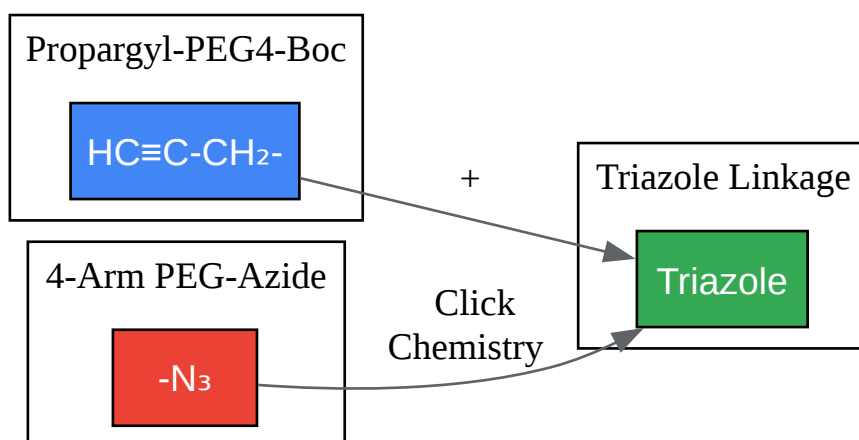 Propargyl-PEG4-Boc
HC≡C-CH₂-
+
Triazole Linkage
Triazole
4-Arm PEG-Azide
-N₃
Click
Chemistry